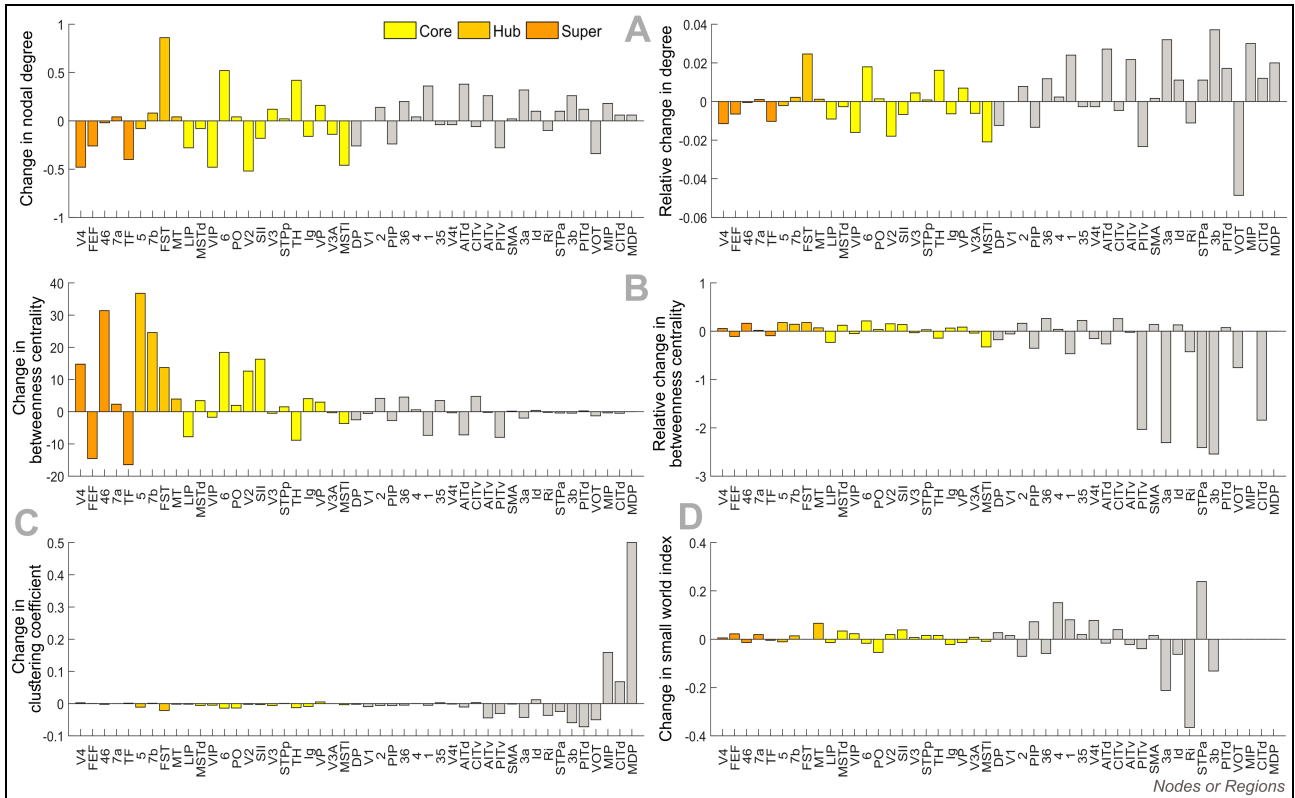 Core Hub Super
A
Change in nodal degree
1
0.5
0
-0.5
-1
V4 FEF 46 7a TF 5 7b FST MT LIP MSTd VIP 6 PO V2 SII V3 STPp TH Ig VP V3A MSTl DP V1 2 PIP 36 4 1 35 V4t AITd CITv AITv PITv SMA 3a Id Ri STPa 3b PITd VOT MIP CITd MDP
Relative change in degree
0.04
0.02
0
-0.02
-0.04
-0.06
V4 FEF 46 7a TF 5 7b FST MT LIP MSTd VIP 6 PO V2 SII V3 STPp TH Ig VP V3A MSTl DP V1 2 PIP 36 4 1 35 V4t AITd CITv AITv PITv SMA 3a Id Ri STPa 3b PITd VOT MIP CITd MDP
B
Change in
betweenness centrality
40
30
20
10
0
-10
-20
V4 FEF 46 7a TF 5 7b FST MT LIP MSTd VIP 6 PO V2 SII V3 STPp TH Ig VP V3A MSTl DP V1 2 PIP 36 4 1 35 V4t AITd CITv AITv PITv SMA 3a Id Ri STPa 3b PITd VOT MIP CITd MDP
Relative change in
betweenness centrality
1
0
-1
-2
-3
V4 FEF 46 7a TF 5 7b FST MT LIP MSTd VIP 6 PO V2 SII V3 STPp TH Ig VP V3A MSTl DP V1 2 PIP 36 4 1 35 V4t AITd CITv AITv PITv SMA 3a Id Ri STPa 3b PITd VOT MIP CITd MDP
C
Change in
clustering coefficient
0.5
0.4
0.3
0.2
0.1
0
-0.1
V4 FEF 46 7a TF 5 7b FST MT LIP MSTd VIP 6 PO V2 SII V3 STPp TH Ig VP V3A MSTl DP V1 2 PIP 36 4 1 35 V4t AITd CITv AITv PITv SMA 3a Id Ri STPa 3b PITd VOT MIP CITd MDP
D
Change in small world index
0.4
0.2
0
-0.2
-0.4
V4 FEF 46 7a TF 5 7b FST MT LIP MSTd VIP 6 PO V2 SII V3 STPp TH Ig VP V3A MSTl DP V1 2 PIP 36 4 1 35 V4t AITd CITv AITv PITv SMA 3a Id Ri STPa 3b PITd VOT MIP CITd MDP
Nodes or Regions